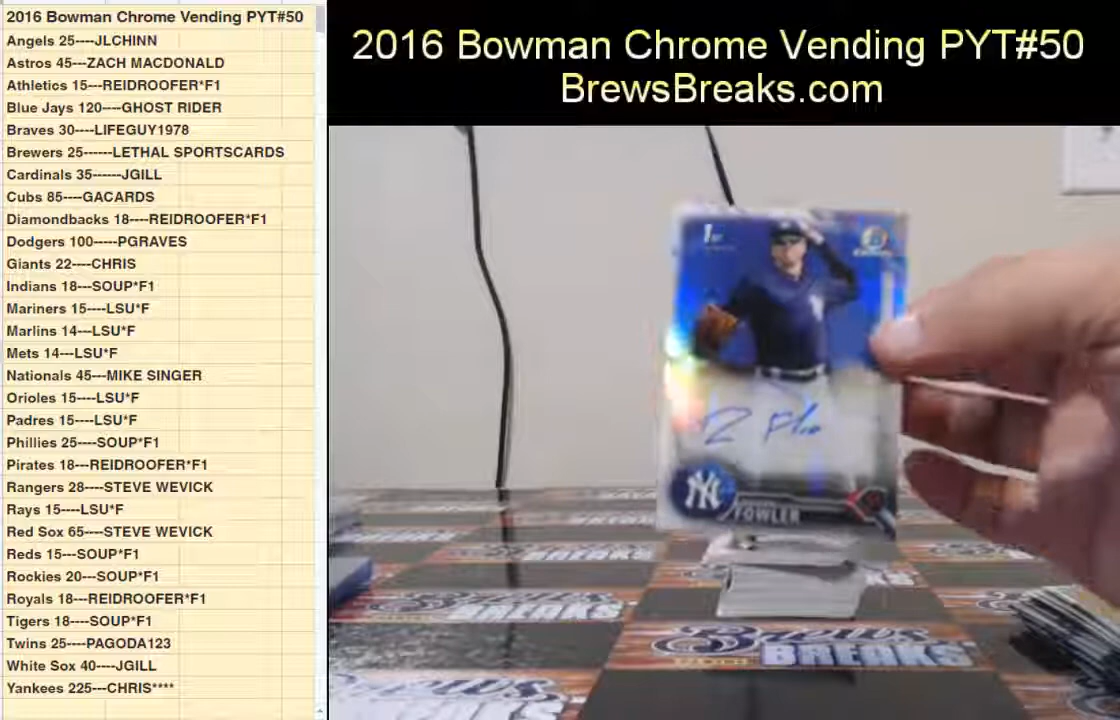 2016 Bowman Chrome Vending PYT#50
Angels 25----JLCHINN
Astros 45---ZACH MACDONALD
Athletics 15---REIDROOFER*F1
Blue Jays 120----GHOST RIDER
Braves 30----LIFEGUY1978
Brewers 25------LETHAL SPORTSCARDS
Cardinals 35------JGILL
Cubs 85----GACARDS
Diamondbacks 18----REIDROOFER*F1
Dodgers 100-----PGRAVES
Giants 22----CHRIS
Indians 18---SOUP*F1
Mariners 15----LSU*F
Marlins 14---LSU*F
Mets 14---LSU*F
Nationals 45---MIKE SINGER
Orioles 15----LSU*F
Padres 15----LSU*F
Phillies 25----SOUP*F1
Pirates 18---REIDROOFER*F1
Rangers 28----STEVE WEVICK
Rays 15----LSU*F
Red Sox 65----STEVE WEVICK
Reds 15---SOUP*F1
Rockies 20---SOUP*F1
Royals 18---REIDROOFER*F1
Tigers 18----SOUP*F1
Twins 25----PAGODA123
White Sox 40----JGILL
Yankees 225---CHRIS****
2016 Bowman Chrome Vending PYT#50
BrewsBreaks.com
1st
NY
FOWLER
Brews
BREAKS
BREAKS